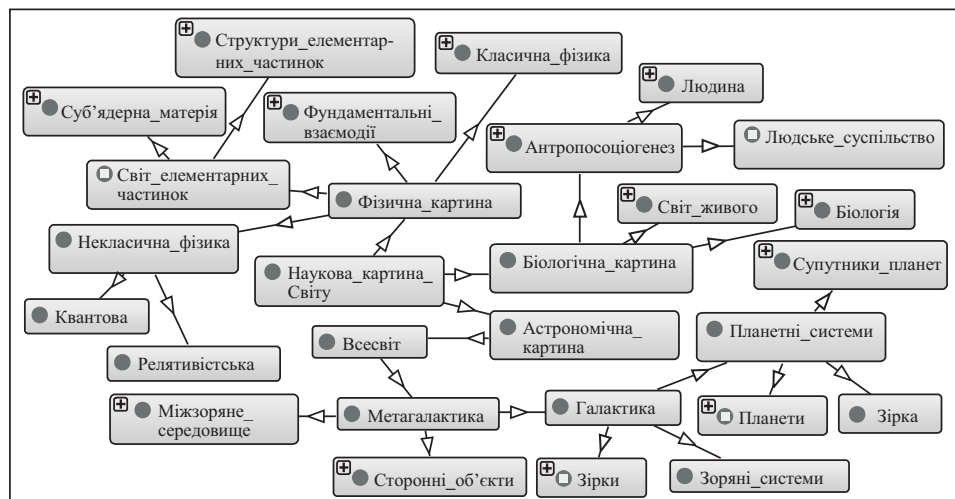 Структури_елементар-
них_частинок
Класична_фізика
Суб’ядерна_матерія
Фундаментальні_
взаємодії
Людина
Антропосоціогенез
Людське_суспільство
Світ_елементарних_
частинок
Фізична_картина
Світ_живого
Біологія
Некласична_фізика
Наукова_картина_
Світу
Біологічна_картина
Супутники_планет
Квантова
Всесвіт
Астрономічна_
картина
Планетні_системи
Релятивістська
Міжзоряне_
середовище
Метагалактика
Галактика
Планети
Зірка
Сторонні_об’єкти
Зірки
Зоряні_системи